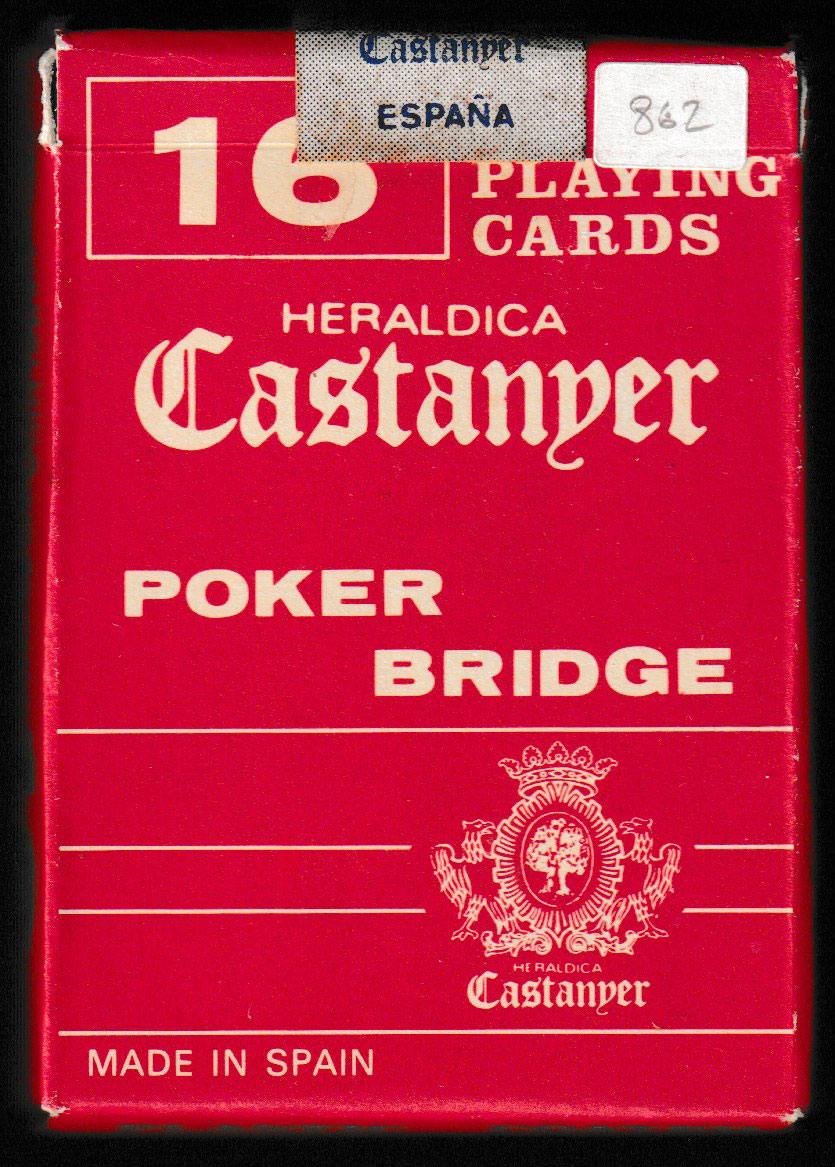 Castanyer
ESPAÑA
862
16
PLAYING
CARDS
HERALDICA
Castanyer
POKER
BRIDGE
HERALDICA
Castanyer
MADE IN SPAIN